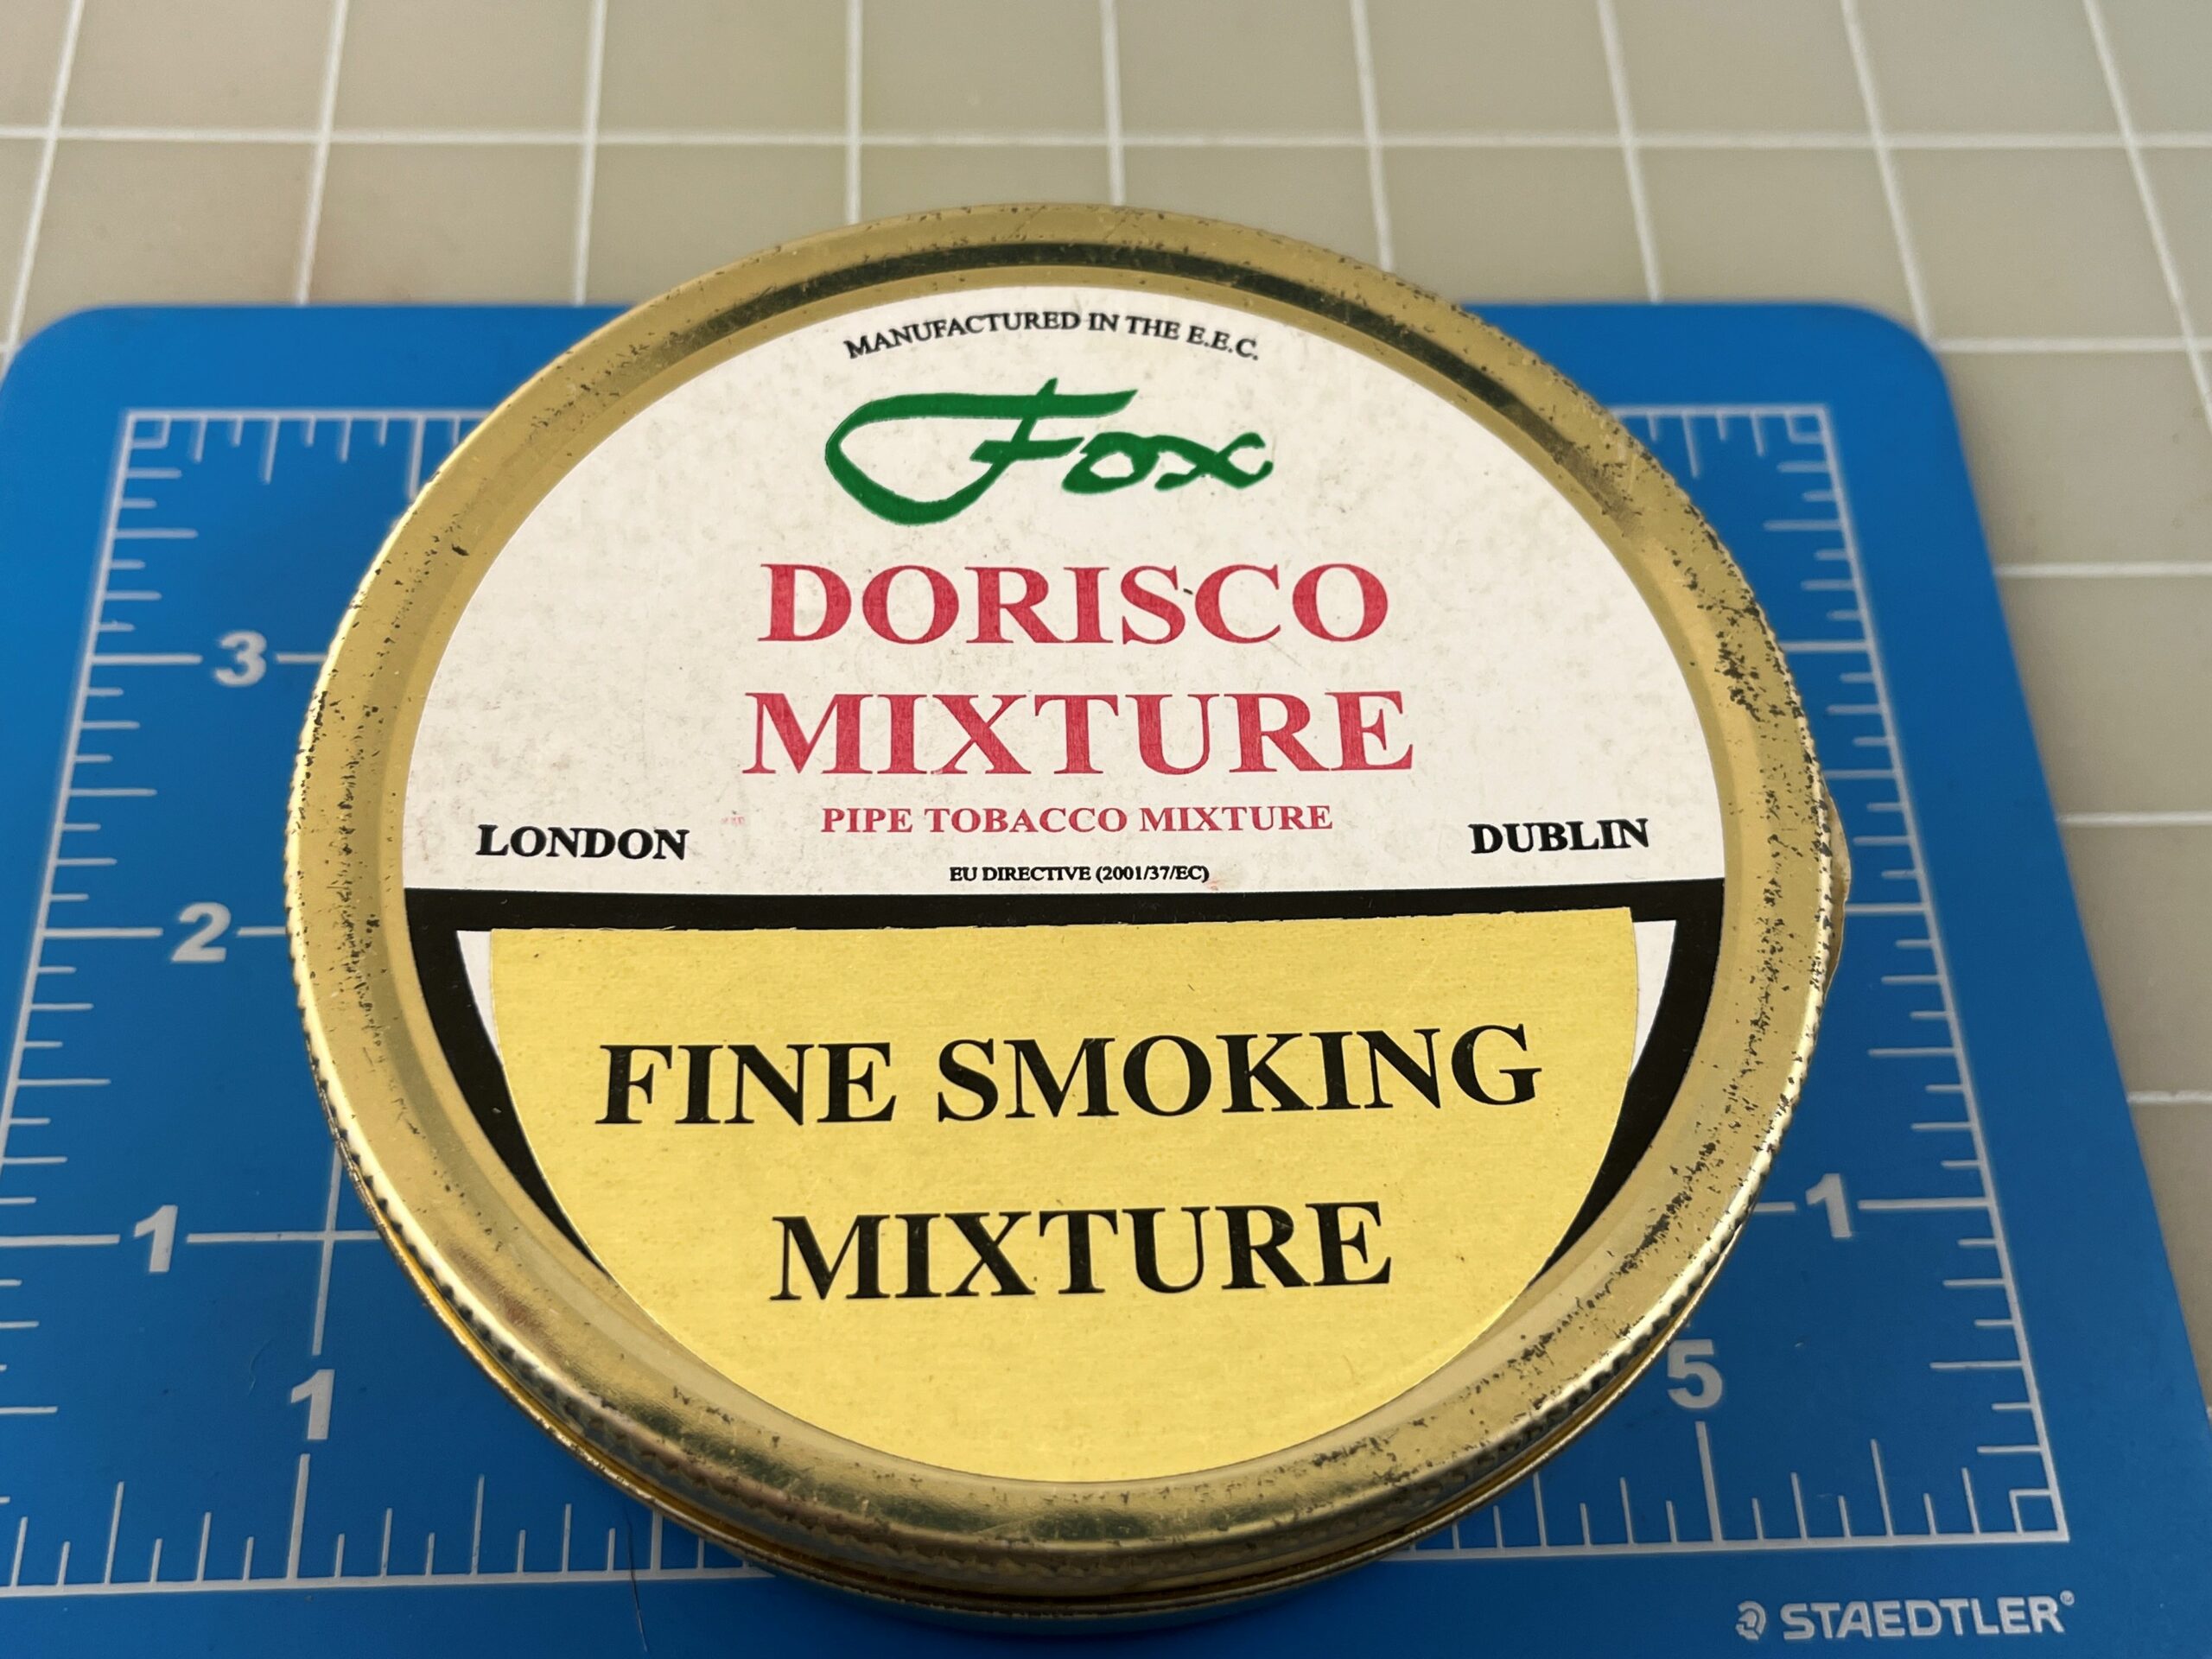 MANUFACTURED IN THE E.E.C.
Fox
DORISCO
MIXTURE
PIPE TOBACCO MIXTURE
LONDON
DUBLIN
EU DIRECTIVE (2001/37/EC)
FINE SMOKING
MIXTURE
3
2
1
1
1
5
STAEDTLER®